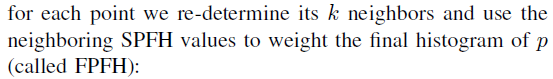 for each point we re-determine its k neighbors and use the
neighboring SPFH values to weight the final histogram of p
(called FPFH):